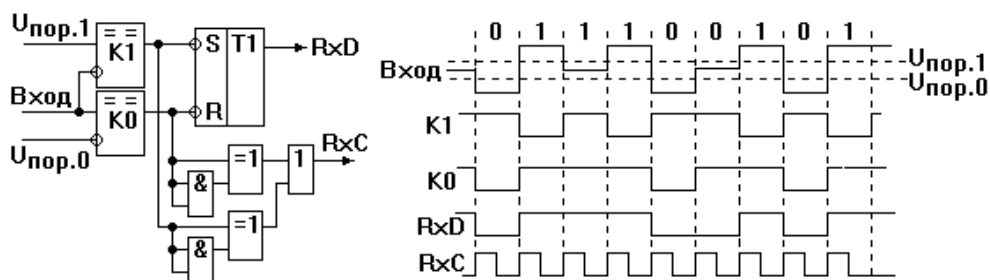 Uпор.1
= =
K1
S T1
RxD
Вход
= =
K0
R
Uпор.0
RxC
=1
1
&
=1
&
0 1 1 1 0 0 1 0 1
Uпор.1
Вход
Uпор.0
K1
K0
RxD
RxC